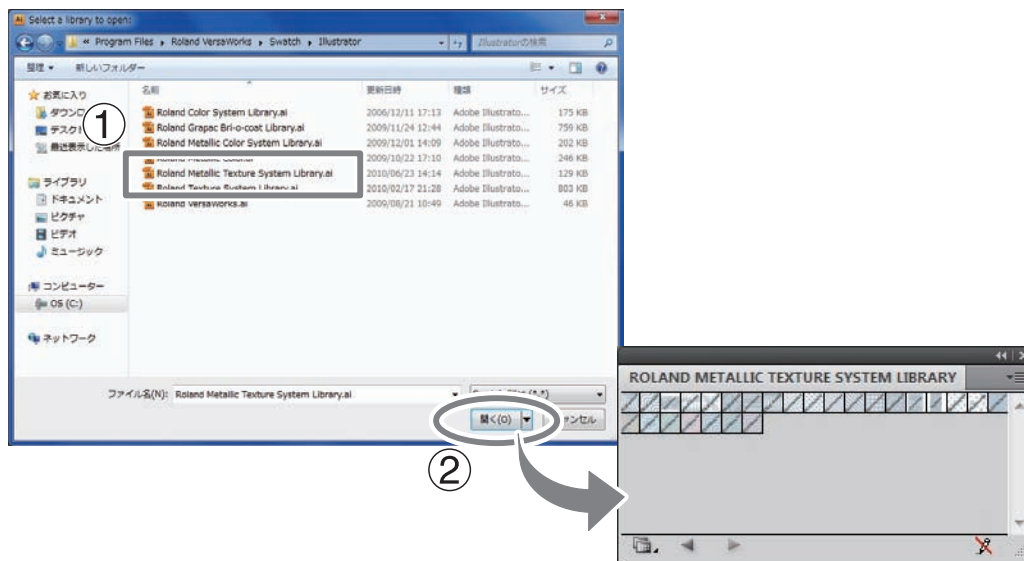 Select a library to open:
« Program Files ▸ Roland VersaWorks ▸ Swatch ▸ Illustrator
Illustratorの検索
整理 新しいフォルダー
名前 更新日時 種類 サイズ
お気に入り
ダウンロ
デスクト
最近表示した場所
ライブラリ
ドキュメント
ピクチャ
ビデオ
ミュージック
コンピューター
OS (C:)
ネットワーク
①
Roland Color System Library.ai 2006/12/11 17:13 Adobe Illustrato... 175 KB
Roland Grapac Bri-o-coat Library.ai 2009/11/24 12:44 Adobe Illustrato... 759 KB
Roland Metallic Color System Library.ai 2009/12/01 14:09 Adobe Illustrato... 202 KB
Roland Metallic Color.ai 2009/10/22 17:10 Adobe Illustrato... 246 KB
Roland Metallic Texture System Library.ai 2010/06/23 14:14 Adobe Illustrato... 129 KB
Roland Texture System Library.ai 2010/02/17 21:28 Adobe Illustrato... 803 KB
Roland VersaWorks.ai 2009/08/21 10:49 Adobe Illustrato... 46 KB
ファイル名(N): Roland Metallic Texture System Library.ai
開く(O) ャンセル
②
ROLAND METALLIC TEXTURE SYSTEM LIBRARY